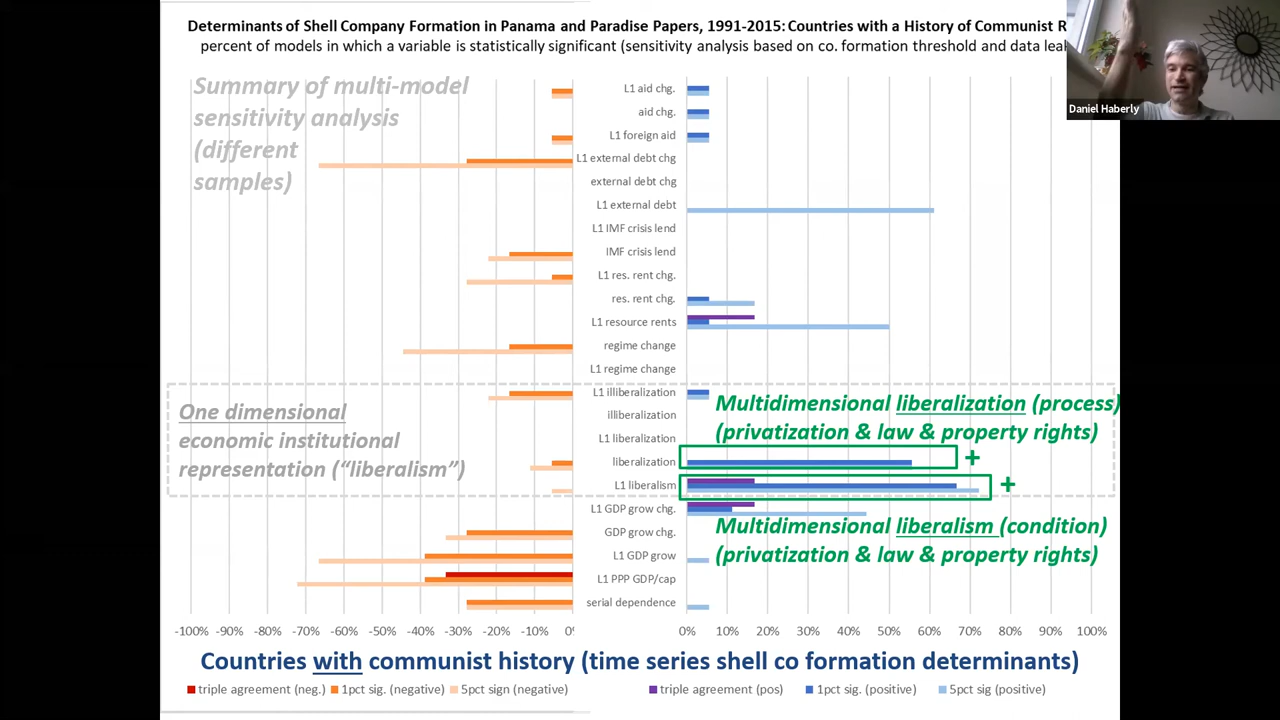 Determinants of Shell Company Formation in Panama and Paradise Papers, 1991-2015: Countries with a History of Communist R
percent of models in which a variable is statistically significant (sensitivity analysis based on co. formation threshold and data lea
Daniel Haberly
Summary of multi-model
sensitivity analysis
(different
samples)
L1 aid chg.
aid chg.
L1 foreign aid
L1 external debt chg
external debt chg
L1 external debt
L1 IMF crisis lend
IMF crisis lend
L1 res. rent chg.
res. rent chg.
L1 resource rents
regime change
L1 regime change
L1 illiberalization
illiberalization
L1 liberalization
liberalization
L1 liberalism
L1 GDP grow chg.
GDP grow chg.
L1 GDP grow
L1 PPP GDP/cap
serial dependence
One dimensional
economic institutional
representation ("liberalism")
Multidimensional liberalization (process)
(privatization & law & property rights)
+
+
Multidimensional liberalism (condition)
(privatization & law & property rights)
-100% -90% -80% -70% -60% -50% -40% -30% -20% -10% 0%
0% 10% 20% 30% 40% 50% 60% 70% 80% 90% 100%
Countries with communist history (time series shell co formation determinants)
triple agreement (neg.) 1pct sig. (negative) 5pct sign (negative) triple agreement (pos) 1pct sig. (positive) 5pct sig (positive)